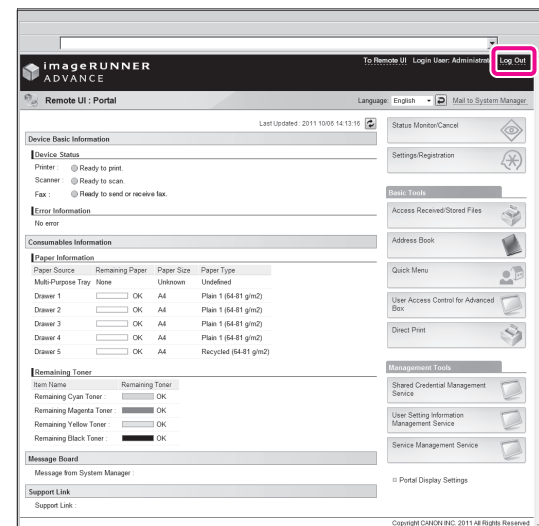 imageRUNNER
ADVANCE
To Remote UI Login User: Administrat Log Out
Remote UI : Portal
Language: English Mail to System Manager
Last Updated : 2011 10/06 14:13:16
Device Basic Information
Device Status
Printer : Ready to print.
Scanner : Ready to scan.
Fax : Ready to send or receive fax.
Error Information
No error
Consumables Information
Paper Information
Paper Source Remaining Paper Paper Size Paper Type
Multi-Purpose Tray None Unknown Undefined
Drawer 1 OK A4 Plain 1 (64-81 g/m2)
Drawer 2 OK A4 Plain 1 (64-81 g/m2)
Drawer 3 OK A4 Plain 1 (64-81 g/m2)
Drawer 4 OK A4 Plain 1 (64-81 g/m2)
Drawer 5 OK A4 Recycled (64-81 g/m2)
Remaining Toner
Item Name Remaining Toner
Remaining Cyan Toner : OK
Remaining Magenta Toner : OK
Remaining Yellow Toner : OK
Remaining Black Toner : OK
Message Board
Message from System Manager :
Support Link
Support Link :
Status Monitor/Cancel
Settings/Registration
Basic Tools
Access Received/Stored Files
Address Book
Quick Menu
User Access Control for Advanced
Box
Direct Print
Management Tools
Shared Credential Management
Service
User Setting Information
Management Service
Service Management Service
Portal Display Settings
Copyright CANON INC. 2011 All Rights Reserved